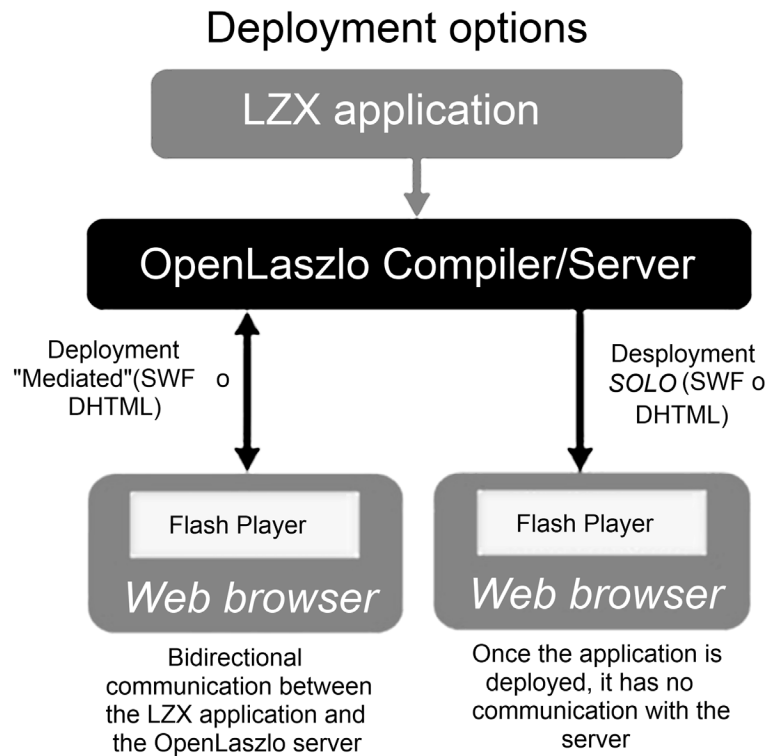 Deployment options
LZX application
OpenLaszlo Compiler/Server
Deployment
"Mediated"(SWF o
DHTML)
Desployment
SOLO (SWF o
DHTML)
Flash Player
Web browser
Flash Player
Web browser
Bidirectional
communication between
the LZX application and
the OpenLaszlo server
Once the application is
deployed, it has no
communication with the
server